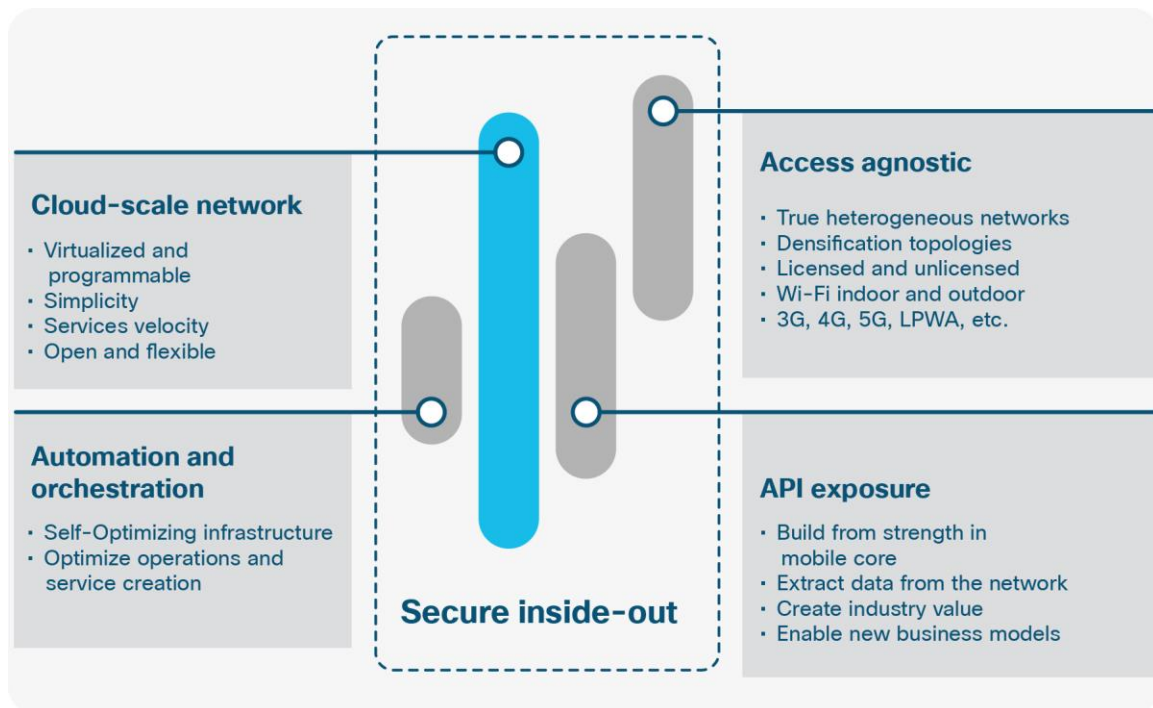 Cloud-scale network
· Virtualized and
programmable
· Simplicity
· Services velocity
· Open and flexible
Automation and
orchestration
· Self-Optimizing infrastructure
· Optimize operations and
service creation
Secure inside-out
Access agnostic
· True heterogeneous networks
· Densification topologies
· Licensed and unlicensed
· Wi-Fi indoor and outdoor
· 3G, 4G, 5G, LPWA, etc.
API exposure
· Build from strength in
mobile core
· Extract data from the network
· Create industry value
· Enable new business models